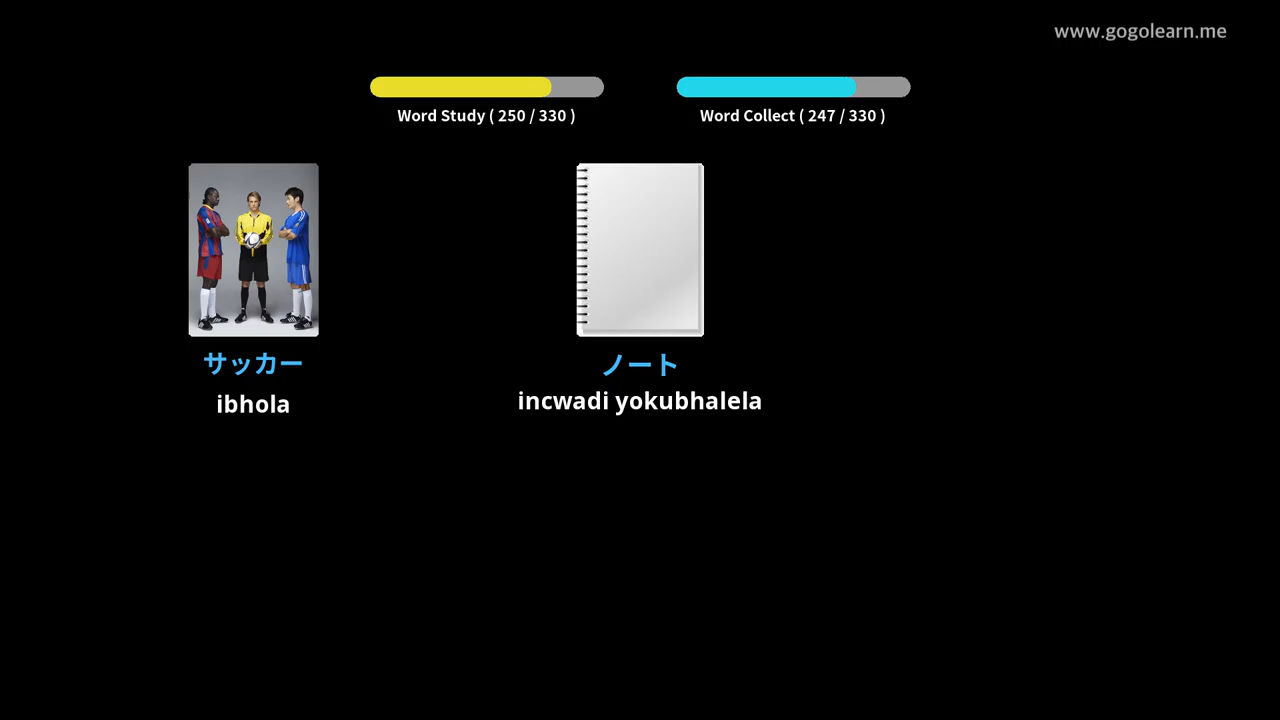 www.gogolearn.me
Word Study ( 250 / 330 )
Word Collect ( 247 / 330 )
サッカー
ibhola
ノート
incwadi yokubhalela